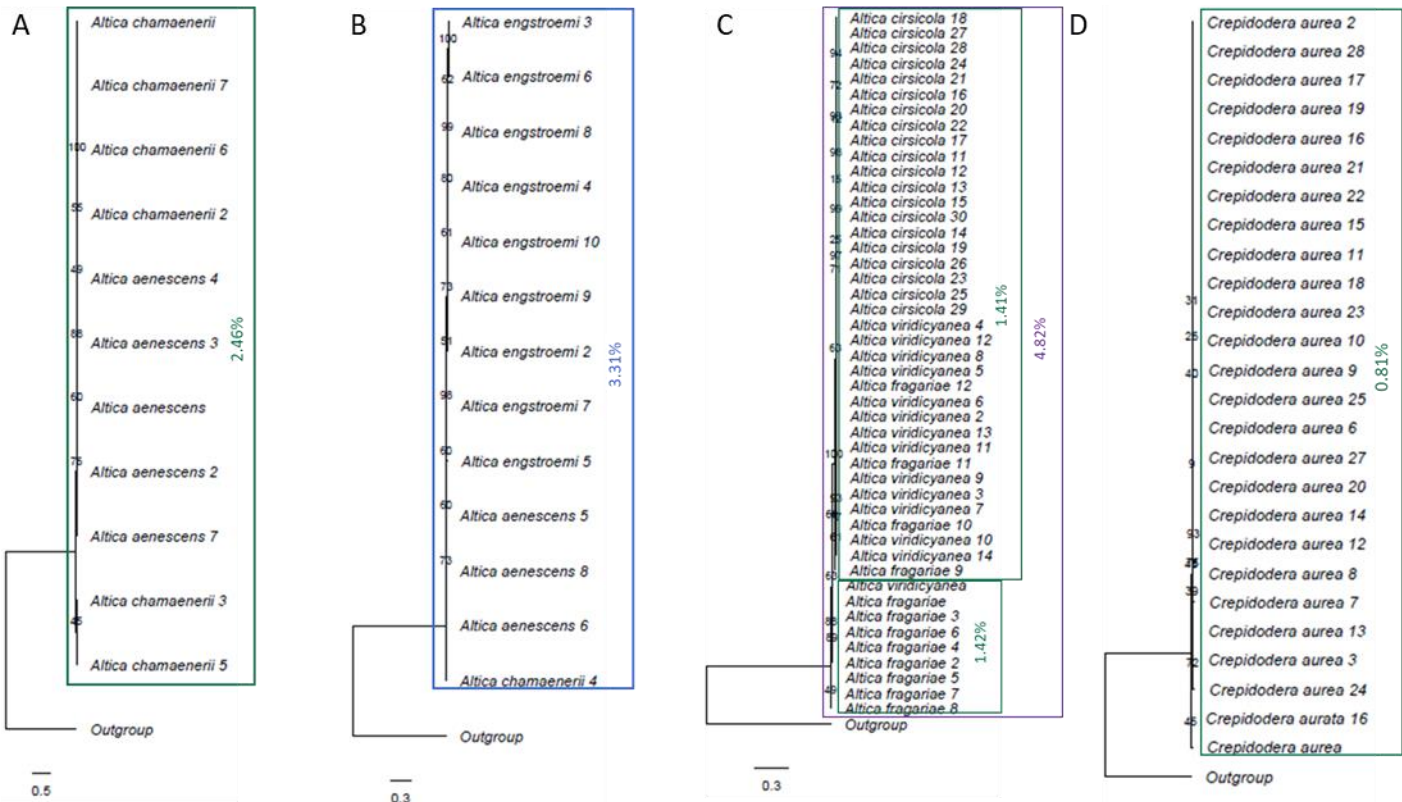 A
Altica chamaenerii
Altica chamaenerii 7
Altica chamaenerii 6
100
Altica chamaenerii 2
55
Altica aenescens 4
49
Altica aenescens 3
88
2.46%
Altica aenescens
60
Altica aenescens 2
75
Altica aenescens 7
Altica chamaenerii 3
45
Altica chamaenerii 5
Outgroup
0.5
B
Altica engstroemi 3
100
Altica engstroemi 6
62
Altica engstroemi 8
99
Altica engstroemi 4
80
Altica engstroemi 10
61
Altica engstroemi 9
73
Altica engstroemi 2
51
3.31%
Altica engstroemi 7
98
Altica engstroemi 5
60
Altica aenescens 5
60
Altica aenescens 8
73
Altica aenescens 6
Altica chamaenerii 4
Outgroup
0.3
C
Altica cirsicola 18
Altica cirsicola 27
Altica cirsicola 28
94
Altica cirsicola 24
Altica cirsicola 21
72
Altica cirsicola 16
Altica cirsicola 20
Altica cirsicola 22
Altica cirsicola 17
Altica cirsicola 11
98
Altica cirsicola 12
Altica cirsicola 13
15
Altica cirsicola 15
99
Altica cirsicola 30
Altica cirsicola 14
25
Altica cirsicola 19
97
Altica cirsicola 26
71
Altica cirsicola 23
Altica cirsicola 25
Altica cirsicola 29
Altica viridicyanea 4
Altica viridicyanea 12
Altica viridicyanea 8
Altica viridicyanea 5
Altica fragariae 12
Altica viridicyanea 6
Altica viridicyanea 2
Altica viridicyanea 13
Altica viridicyanea 11
100
Altica fragariae 11
Altica viridicyanea 9
Altica viridicyanea 3
93
Altica viridicyanea 7
Altica fragariae 10
Altica viridicyanea 10
61
Altica viridicyanea 14
Altica fragariae 9
Altica viridicyanea
Altica fragariae
Altica fragariae 3
Altica fragariae 6
Altica fragariae 4
Altica fragariae 2
Altica fragariae 5
Altica fragariae 7
49
Altica fragariae 8
1.41%
1.42%
4.82%
Outgroup
0.3
D
Crepidodera aurea 2
Crepidodera aurea 28
Crepidodera aurea 17
Crepidodera aurea 19
Crepidodera aurea 16
Crepidodera aurea 21
Crepidodera aurea 22
Crepidodera aurea 15
Crepidodera aurea 11
Crepidodera aurea 18
31
Crepidodera aurea 23
25
Crepidodera aurea 10
40
Crepidodera aurea 9
0.81%
Crepidodera aurea 25
Crepidodera aurea 6
9
Crepidodera aurea 27
Crepidodera aurea 20
Crepidodera aurea 14
93
Crepidodera aurea 12
Crepidodera aurea 8
39
Crepidodera aurea 7
Crepidodera aurea 13
72
Crepidodera aurea 3
Crepidodera aurea 24
45
Crepidodera aurata 16
Crepidodera aurea
Outgroup